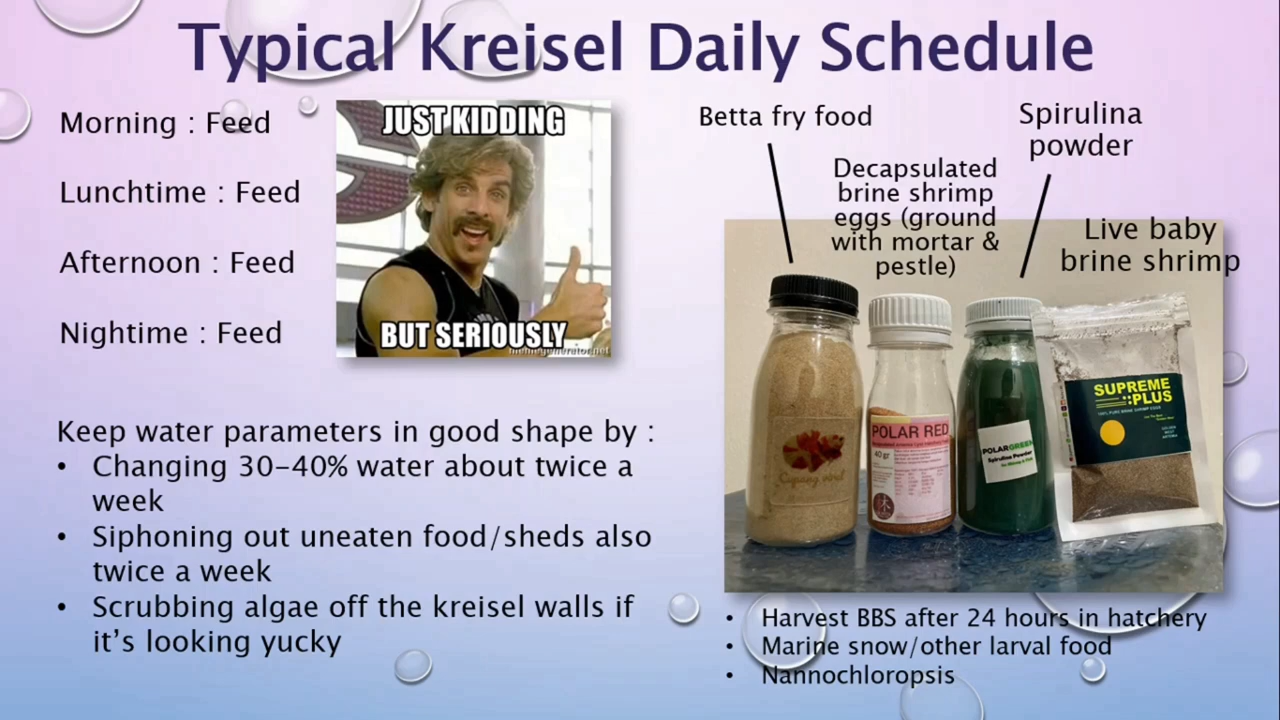 Typical Kreisel Daily Schedule
Morning : Feed
Lunchtime : Feed
Afternoon : Feed
Nightime : Feed
JUST KIDDING
BUT SERIOUSLY
memegenerator.net
Keep water parameters in good shape by :
• Changing 30-40% water about twice a
week
• Siphoning out uneaten food/sheds also
twice a week
• Scrubbing algae off the kreisel walls if
it's looking yucky
Betta fry food
Decapsulated
brine shrimp
eggs (ground
with mortar &
pestle)
Spirulina
powder
Live baby
brine shrimp
POLAR RED
40 gr
POLARGREEN
Spirulina Powder
SUPREME
PLUS
• Harvest BBS after 24 hours in hatchery
• Marine snow/other larval food
• Nannochloropsis